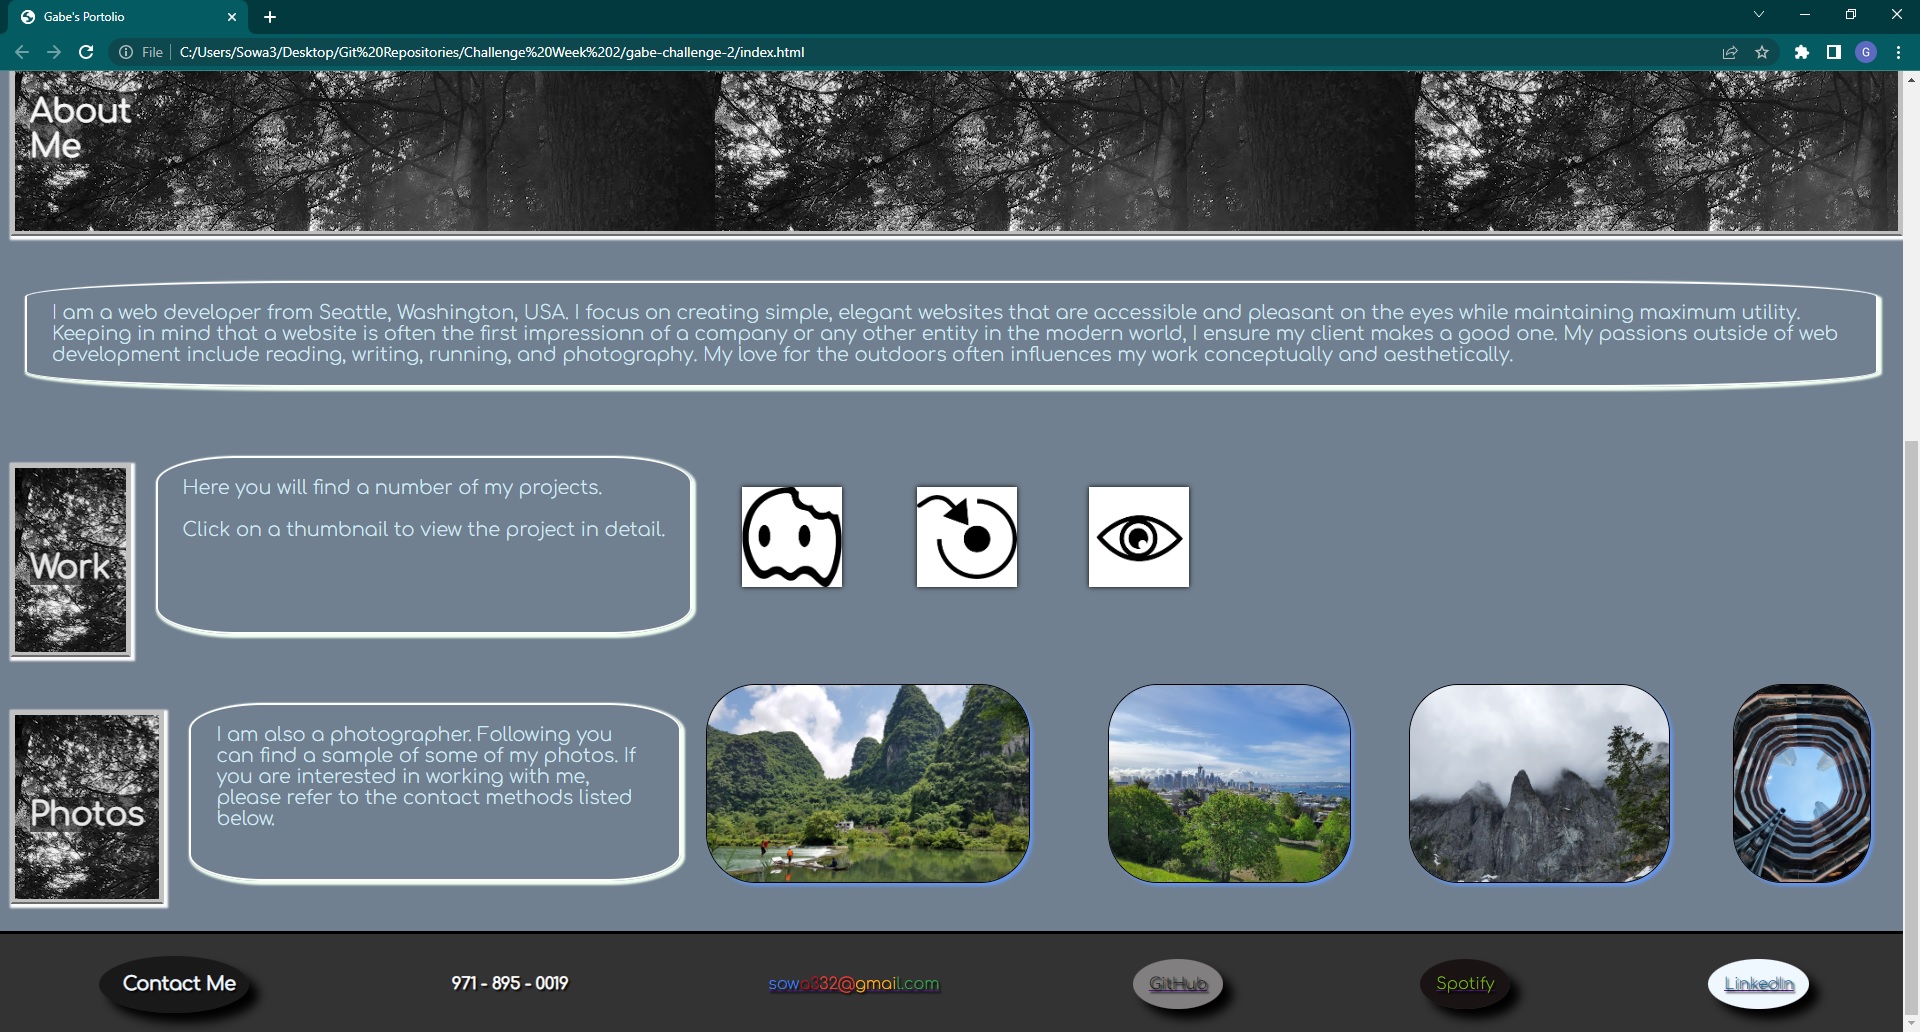 Gabe's Portolio
File
C:/Users/Sowa3/Desktop/Git%20Repositories/Challenge%20Week%202/gabe-challenge-2/index.html
G
About
Me
I am a web developer from Seattle, Washington, USA. I focus on creating simple, elegant websites that are accessible and pleasant on the eyes while maintaining maximum utility.
Keeping in mind that a website is often the first impressionn of a company or any other entity in the modern world, I ensure my client makes a good one. My passions outside of web
development include reading, writing, running, and photography. My love for the outdoors often influences my work conceptually and aesthetically.
Work
Here you will find a number of my projects.
Click on a thumbnail to view the project in detail.
Photos
I am also a photographer. Following you
can find a sample of some of my photos. If
you are interested in working with me,
please refer to the contact methods listed
below.
Contact Me
971 - 895 - 0019
sowa332@gmail.com
GitHub
Spotify
LinkedIn